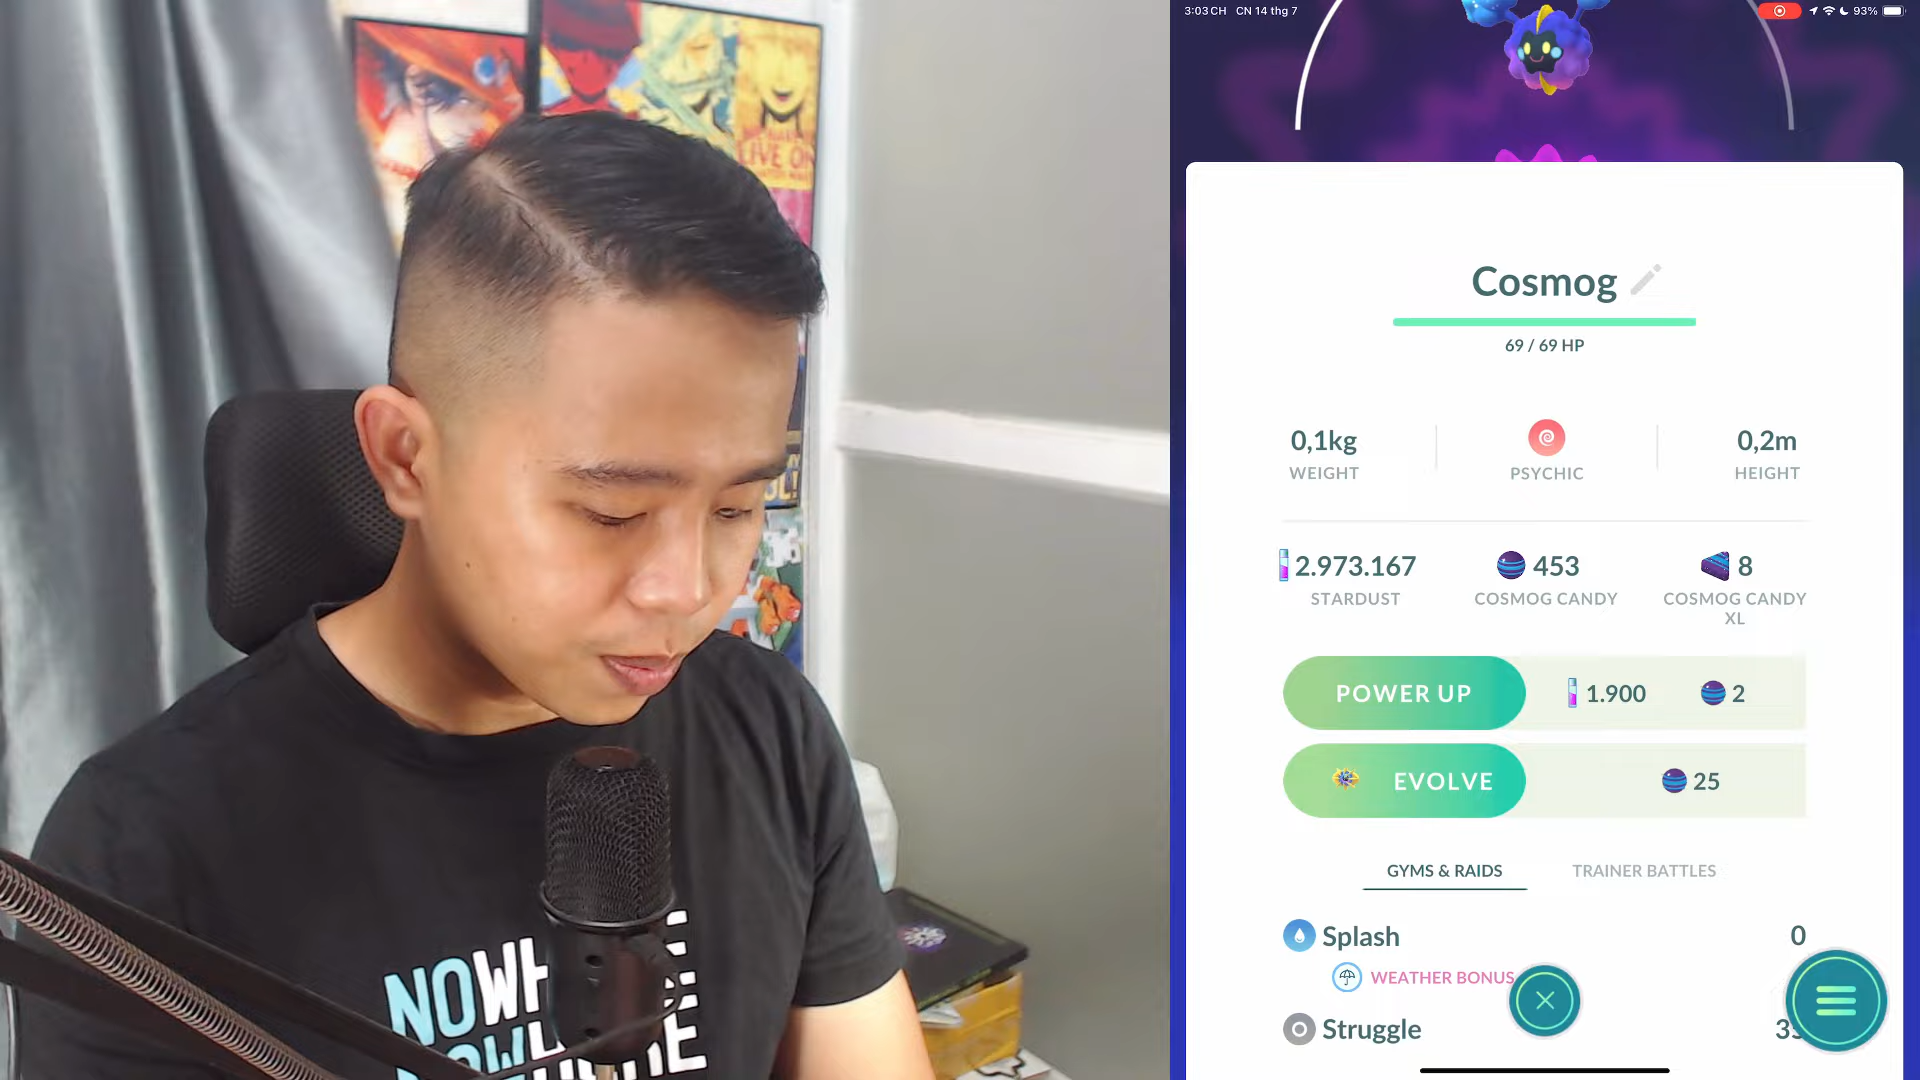 3:03 CH CN 14 thg 7
93%
LIVE ON
NOWH
Cosmog
69 / 69 HP
0,1kg
WEIGHT
PSYCHIC
0,2m
HEIGHT
2.973.167
STARDUST
453
COSMOG CANDY
8
COSMOG CANDY
XL
POWER UP
1.900
2
EVOLVE
25
GYMS & RAIDS
TRAINER BATTLES
Splash
0
WEATHER BONUS
Struggle